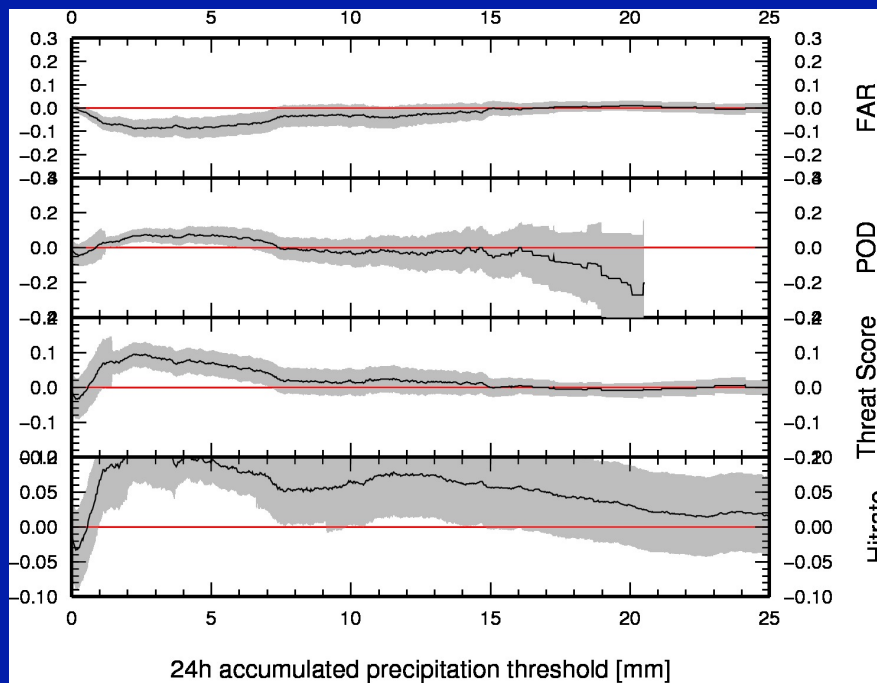 0 5 10 15 20 25
0.3 0.3
0.2 0.2
0.1 0.1
0.0 0.0 FAR
−0.1 −0.1
−0.2 −0.2
0.2 0.2
0.0 0.0 POD
−0.2 −0.2
0.1 0.1
0.0 0.0 Threat Score
−0.1 −0.1
0.05 0.05
0.00 0.00 Hitrate
−0.05 −0.05
−0.10 −0.10
0 5 10 15 20 25
24h accumulated precipitation threshold [mm]